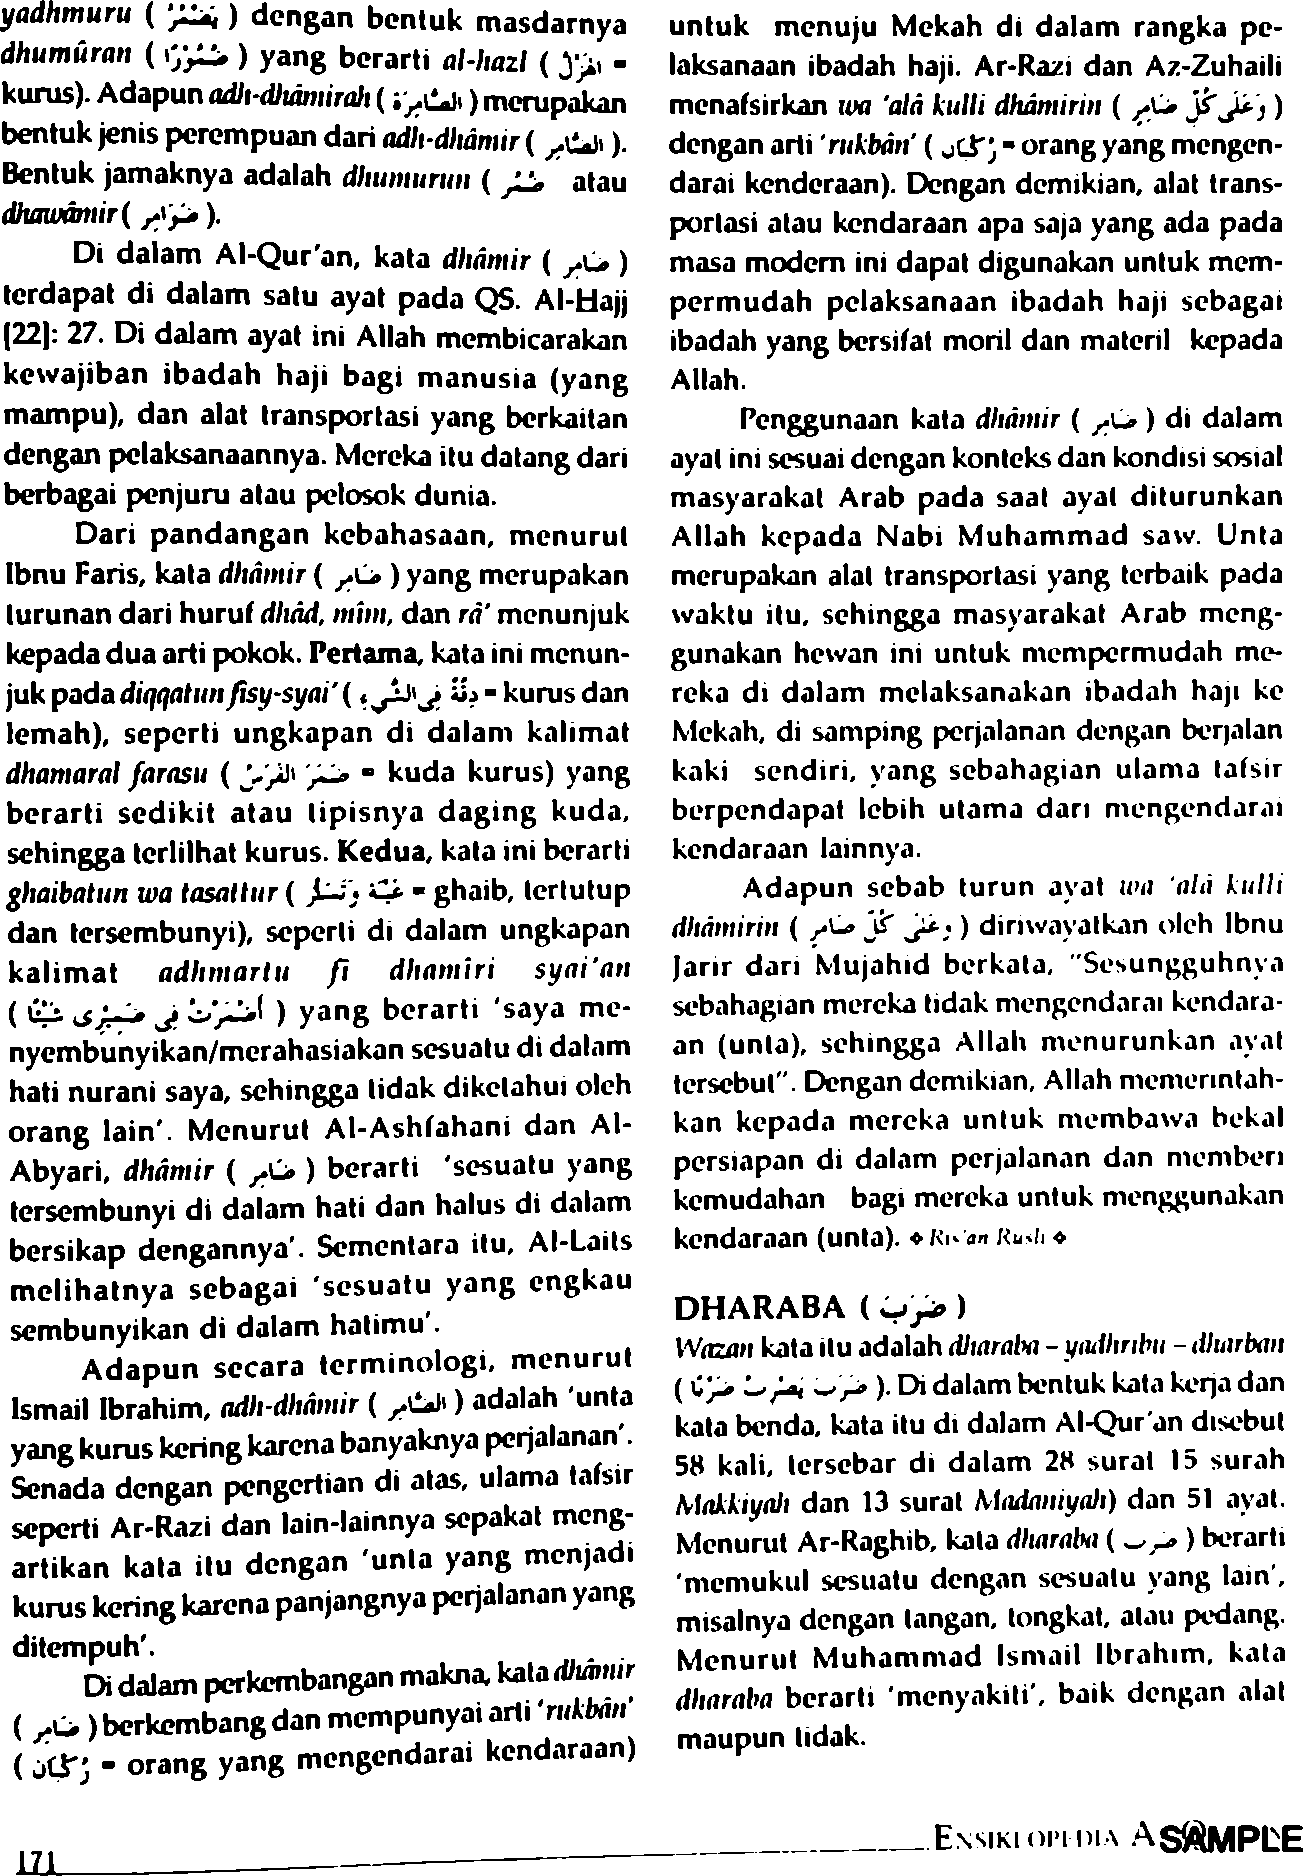 yadhmuru ( يَضْمُرُ ) dengan bentuk masdarnya
dhumûran ( ضُمُوْرًا ) yang berarti al-hazl ( الهَزْلُ =
kurus). Adapun adh-dhâmirah ( الضَّامِرَة ) merupakan
bentuk jenis perempuan dari adh-dhâmir ( الضَّامِر ).
Bentuk jamaknya adalah dhumurun ( ضُمُر atau
dhawâmir ( ضَوَامِر ).
Di dalam Al-Qur'an, kata dhâmir ( ضَامِر )
terdapat di dalam satu ayat pada QS. Al-Hajj
[22]: 27. Di dalam ayat ini Allah membicarakan
kewajiban ibadah haji bagi manusia (yang
mampu), dan alat transportasi yang berkaitan
dengan pelaksanaannya. Mereka itu datang dari
berbagai penjuru atau pelosok dunia.
Dari pandangan kebahasaan, menurut
Ibnu Faris, kata dhâmir ( ضَامِر ) yang merupakan
turunan dari huruf dhâd, mîm, dan râ' menunjuk
kepada dua arti pokok. Pertama, kata ini menun-
juk pada diqqatun fisy-syai' ( دِقَّةٌ فِى الشَّيْءِ = kurus dan
lemah), seperti ungkapan di dalam kalimat
dhamaral farasu ( ضَمَرَ الفَرَسُ = kuda kurus) yang
berarti sedikit atau tipisnya daging kuda,
sehingga terlilhat kurus. Kedua, kata ini berarti
ghaibatun wa tasattur ( غَيْبَةٌ وَتَسَتُّر = ghaib, tertutup
dan tersembunyi), seperti di dalam ungkapan
kalimat adhmartu fî dhamîri syai'an
( أَضْمَرْتُ فِى ضَمِيْرِى شَيْئًا ) yang berarti 'saya me-
nyembunyikan/merahasiakan sesuatu di dalam
hati nurani saya, sehingga tidak diketahui oleh
orang lain'. Menurut Al-Ashfahani dan Al-
Abyari, dhâmir ( ضَامِر ) berarti 'sesuatu yang
tersembunyi di dalam hati dan halus di dalam
bersikap dengannya'. Sementara itu, Al-Laits
melihatnya sebagai 'sesuatu yang engkau
sembunyikan di dalam hatimu'.
Adapun secara terminologi, menurut
Ismail Ibrahim, adh-dhâmir ( الضَّامِر ) adalah 'unta
yang kurus kering karena banyaknya perjalanan'.
Senada dengan pengertian di atas, ulama tafsir
seperti Ar-Razi dan lain-lainnya sepakat meng-
artikan kata itu dengan 'unta yang menjadi
kurus kering karena panjangnya perjalanan yang
ditempuh'.
Di dalam perkembangan makna, kata dhâmir
( ضَامِر ) berkembang dan mempunyai arti 'rukbân'
( رُكْبَانٌ = orang yang mengendarai kendaraan)
untuk menuju Mekah di dalam rangka pe-
laksanaan ibadah haji. Ar-Razi dan Az-Zuhaili
menafsirkan wa 'alâ kulli dhâmirin ( وَعَلَى كُلِّ ضَامِرٍ )
dengan arti 'rukbân' ( رُكْبَان = orang yang mengen-
darai kenderaan). Dengan demikian, alat trans-
portasi atau kendaraan apa saja yang ada pada
masa modern ini dapat digunakan untuk mem-
permudah pelaksanaan ibadah haji sebagai
ibadah yang bersifat moril dan materil kepada
Allah.
Penggunaan kata dhâmir ( ضَامِر ) di dalam
ayat ini sesuai dengan konteks dan kondisi sosial
masyarakat Arab pada saat ayat diturunkan
Allah kepada Nabi Muhammad saw. Unta
merupakan alat transportasi yang terbaik pada
waktu itu, sehingga masyarakat Arab meng-
gunakan hewan ini untuk mempermudah me-
reka di dalam melaksanakan ibadah haji ke
Mekah, di samping perjalanan dengan berjalan
kaki sendiri, yang sebahagian ulama tafsir
berpendapat lebih utama dari mengendarai
kendaraan lainnya.
Adapun sebab turun ayat wa 'alâ kulli
dhâmirin ( وَعَلَى كُلِّ ضَامِرٍ ) diriwayatkan oleh Ibnu
Jarir dari Mujahid berkata, "Sesungguhnya
sebahagian mereka tidak mengendarai kendara-
an (unta), sehingga Allah menurunkan ayat
tersebut". Dengan demikian, Allah memerintah-
kan kepada mereka untuk membawa bekal
persiapan di dalam perjalanan dan memberi
kemudahan bagi mereka untuk menggunakan
kendaraan (unta). ❖ Ris'an Rusli ❖
DHARABA ( ضَرَبَ )
Wazan kata itu adalah dharaba – yadhribu – dharban
( ضَرَبَ يَضْرِبُ ضَرْبًا ). Di dalam bentuk kata kerja dan
kata benda, kata itu di dalam Al-Qur'an disebut
58 kali, tersebar di dalam 28 surat 15 surah
Makkiyah dan 13 surat Madaniyah) dan 51 ayat.
Menurut Ar-Raghib, kata dharaba ( ضرب ) berarti
'memukul sesuatu dengan sesuatu yang lain',
misalnya dengan tangan, tongkat, atau pedang.
Menurut Muhammad Ismail Ibrahim, kata
dharaba berarti 'menyakiti', baik dengan alat
maupun tidak.
171
ENSIKLOPEDIA A SAMPLE